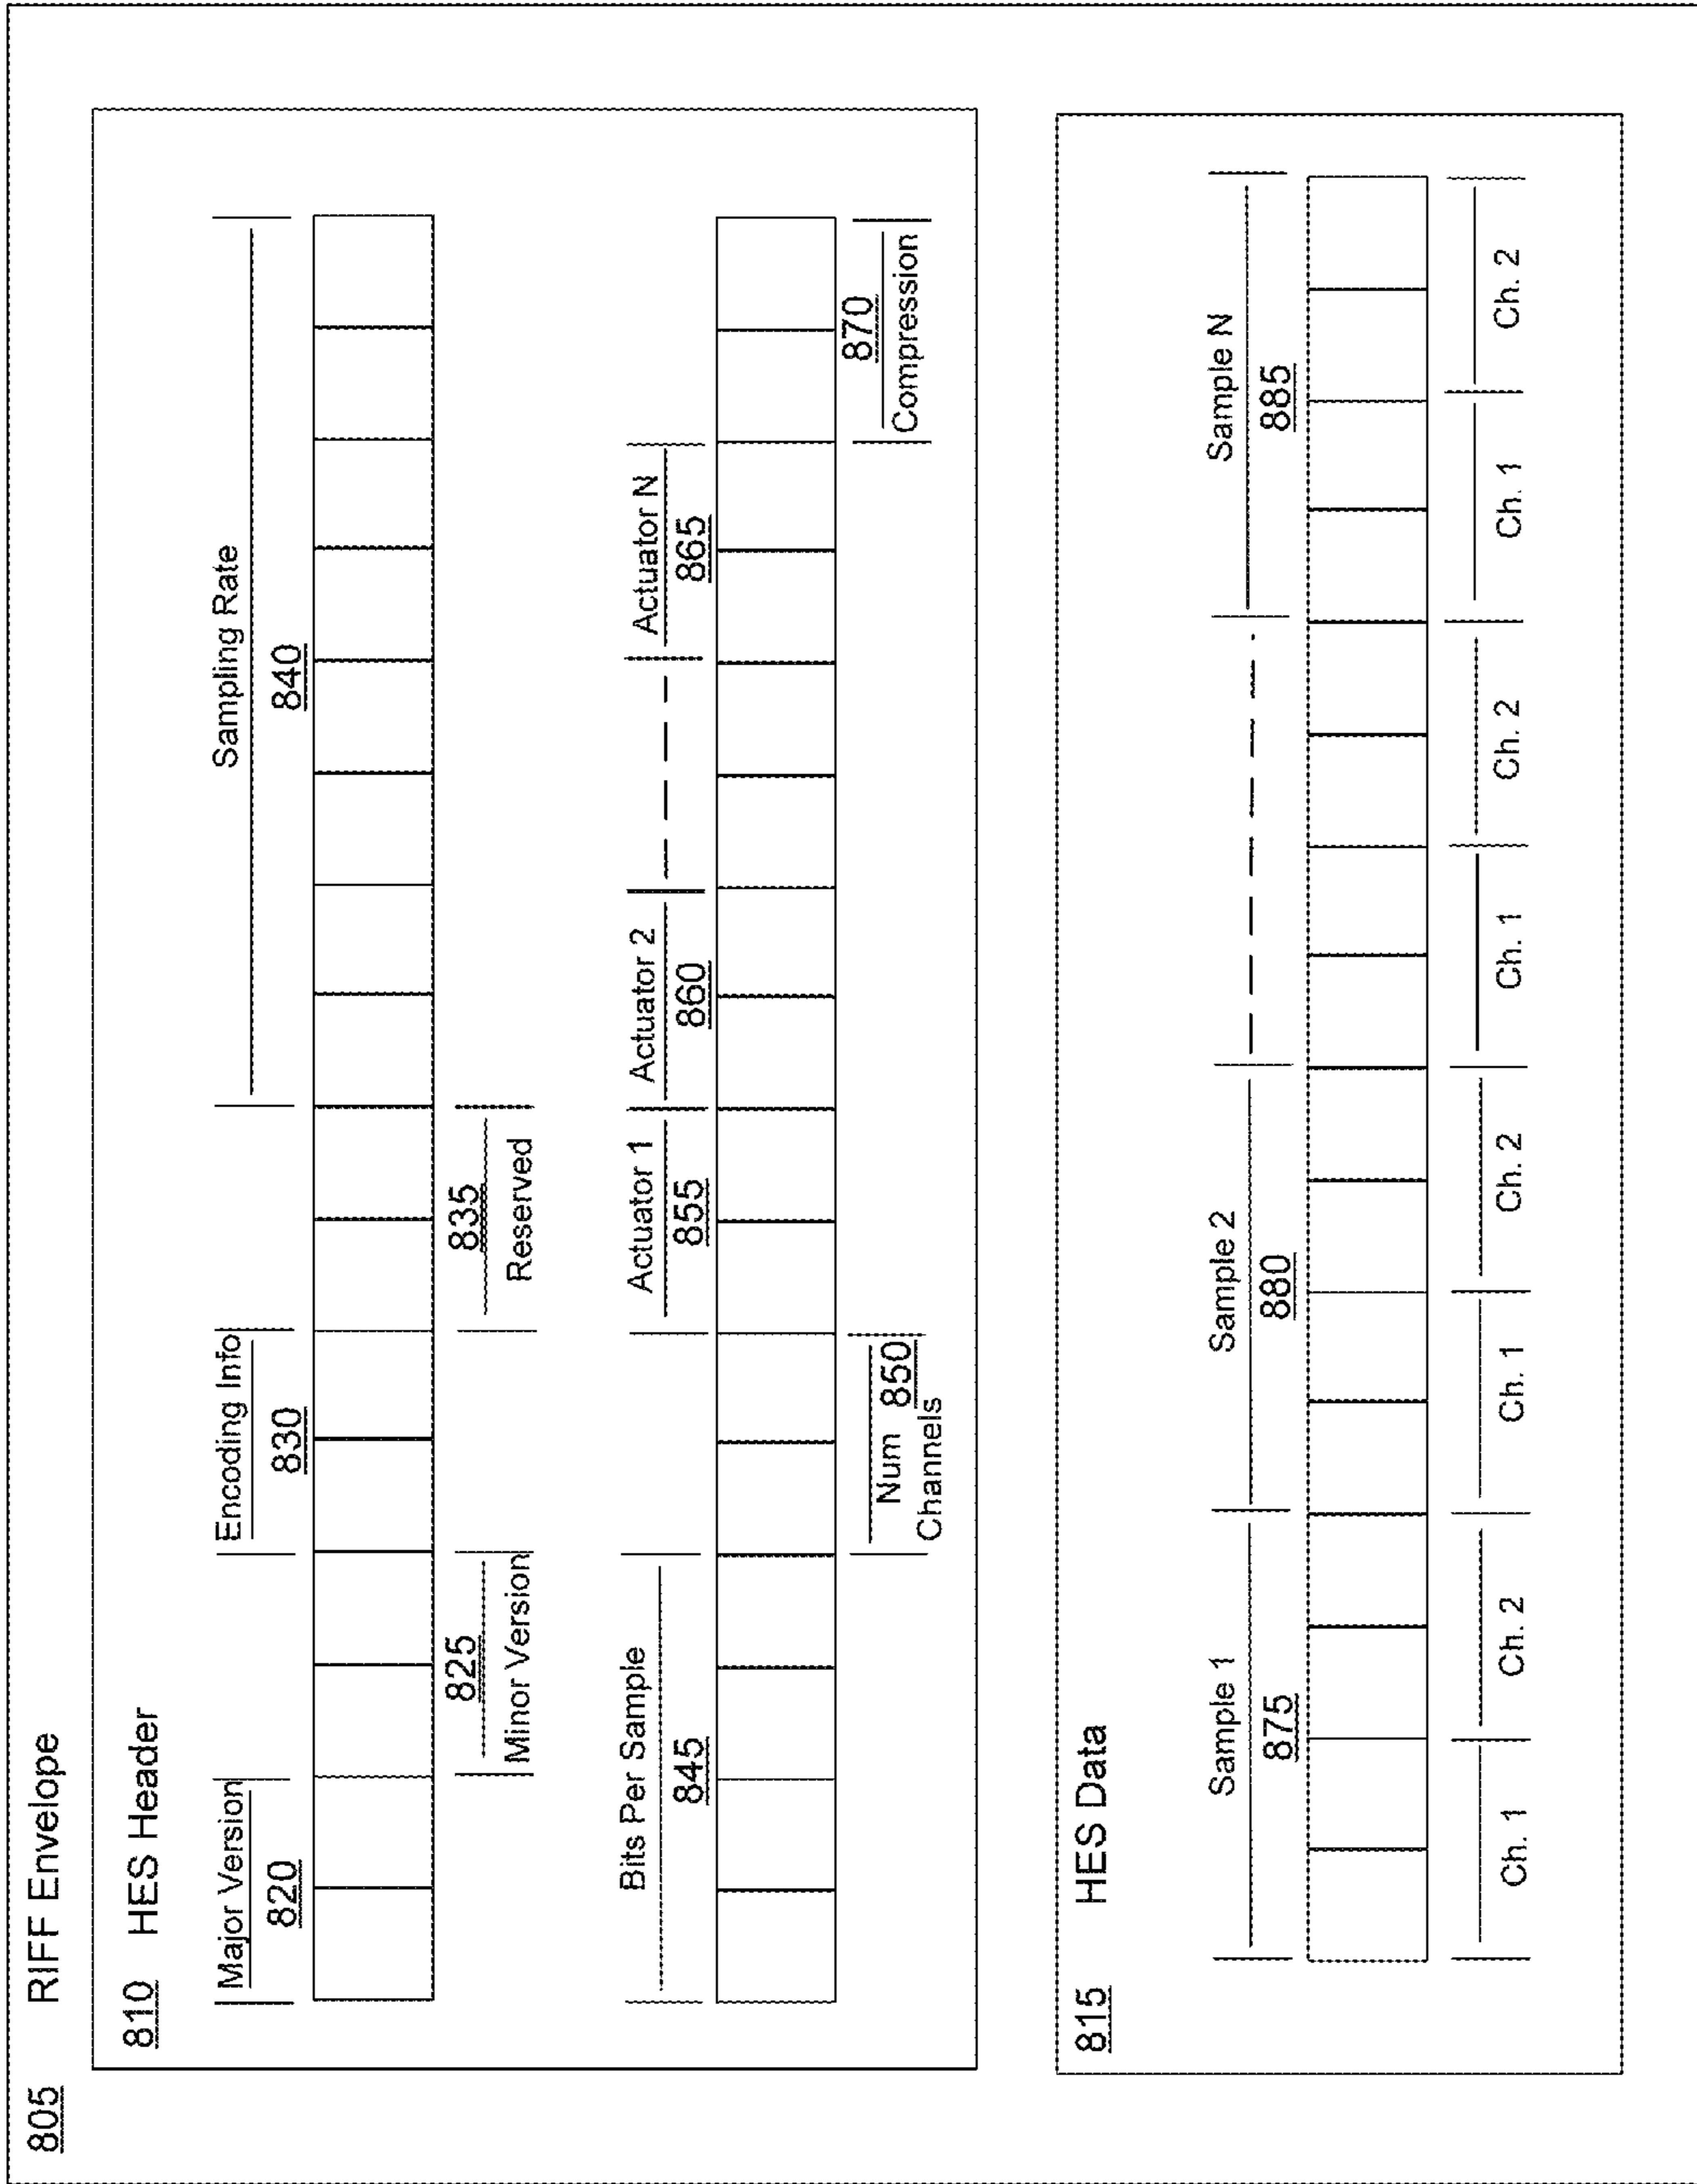 805 RIFF Envelope
810 HES Header
Major Version
820
Encoding Info
830
Sampling Rate
840
825
Minor Version
835
Reserved
Bits Per Sample
845
Actuator 1
855
Actuator 2
860
Actuator N
865
Num 850
Channels
870
Compression
815 HES Data
Sample 1
875
Sample 2
880
Sample N
885
Ch. 1 Ch. 2 Ch. 1 Ch. 2 Ch. 1 Ch. 2 Ch. 1 Ch. 2